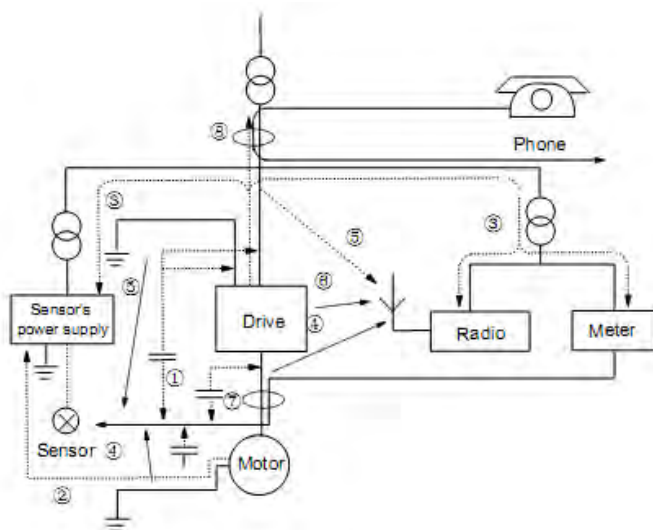 ⑧
Phone
③
③
⑤
⑤
⑥
Sensor's
power supply
Drive
④
Radio
Meter
①
⑦
Sensor
④
Motor
②